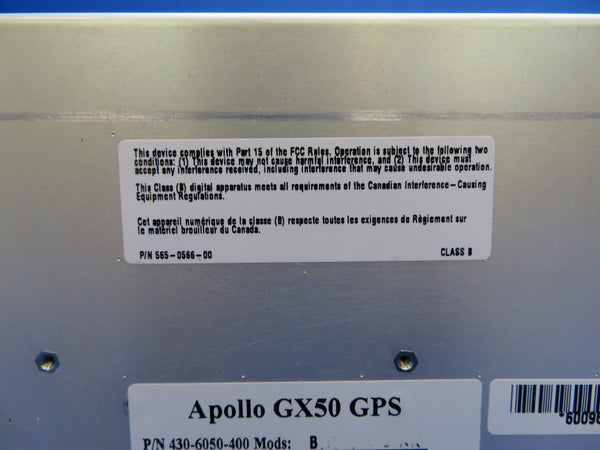 This device complies with Part 15 of the FCC Rules. Operation is subject to the following two
conditions: (1) This device may not cause harmful interference, and (2) This device must
accept any interference received, including interference that may cause undesirable operation.
This Class (B) digital apparatus meets all requirements of the Canadian Interference-Causing
Equipment Regulations.
Cet appareil numérique de la classe (B) respecte toutes les exigences du Règlement sur
le matériel brouilleur du Canada.
P/N 565-0566-00 CLASS B
Apollo GX50 GPS
P/N 430-6050-400 Mods: B